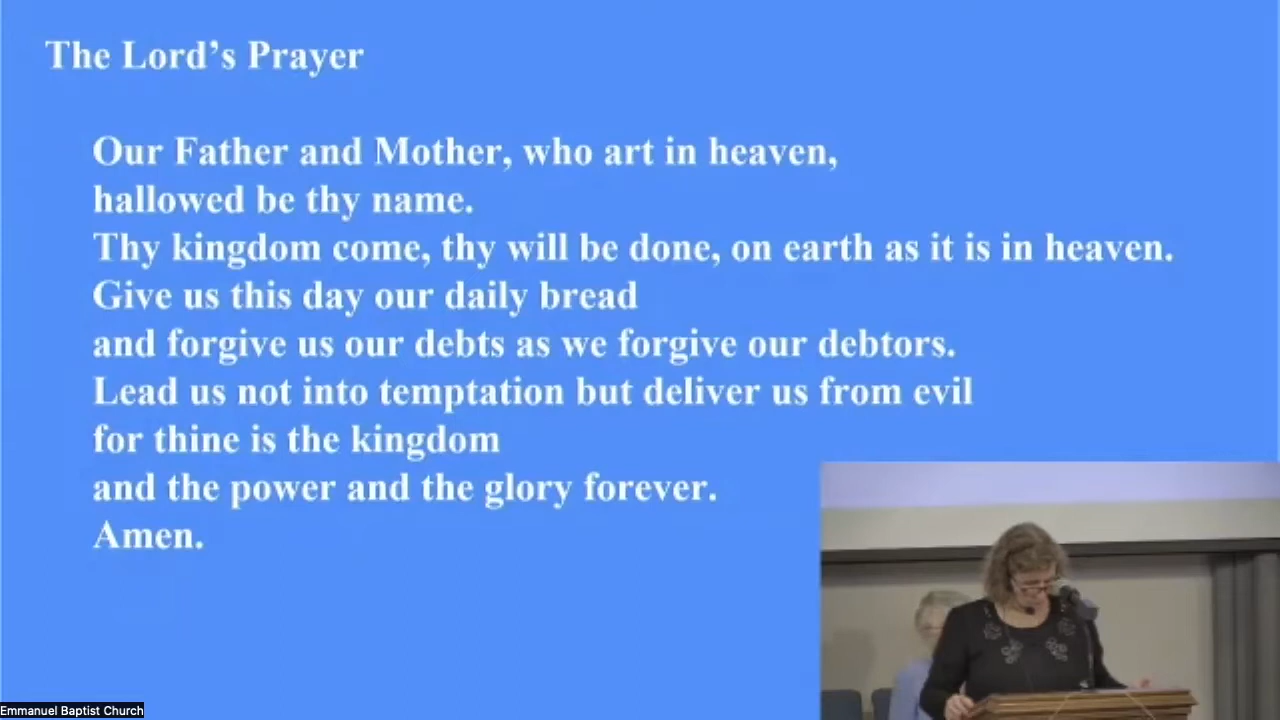 The Lord’s Prayer
Our Father and Mother, who art in heaven,
hallowed be thy name.
Thy kingdom come, thy will be done, on earth as it is in heaven.
Give us this day our daily bread
and forgive us our debts as we forgive our debtors.
Lead us not into temptation but deliver us from evil
for thine is the kingdom
and the power and the glory forever.
Amen.
Emmanuel Baptist Church